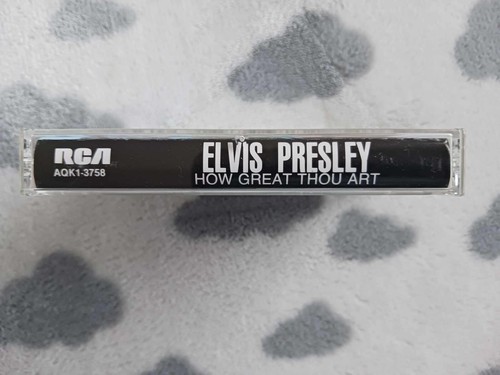 RCA
AQK1-3758
ELVIS PRESLEY
HOW GREAT THOU ART